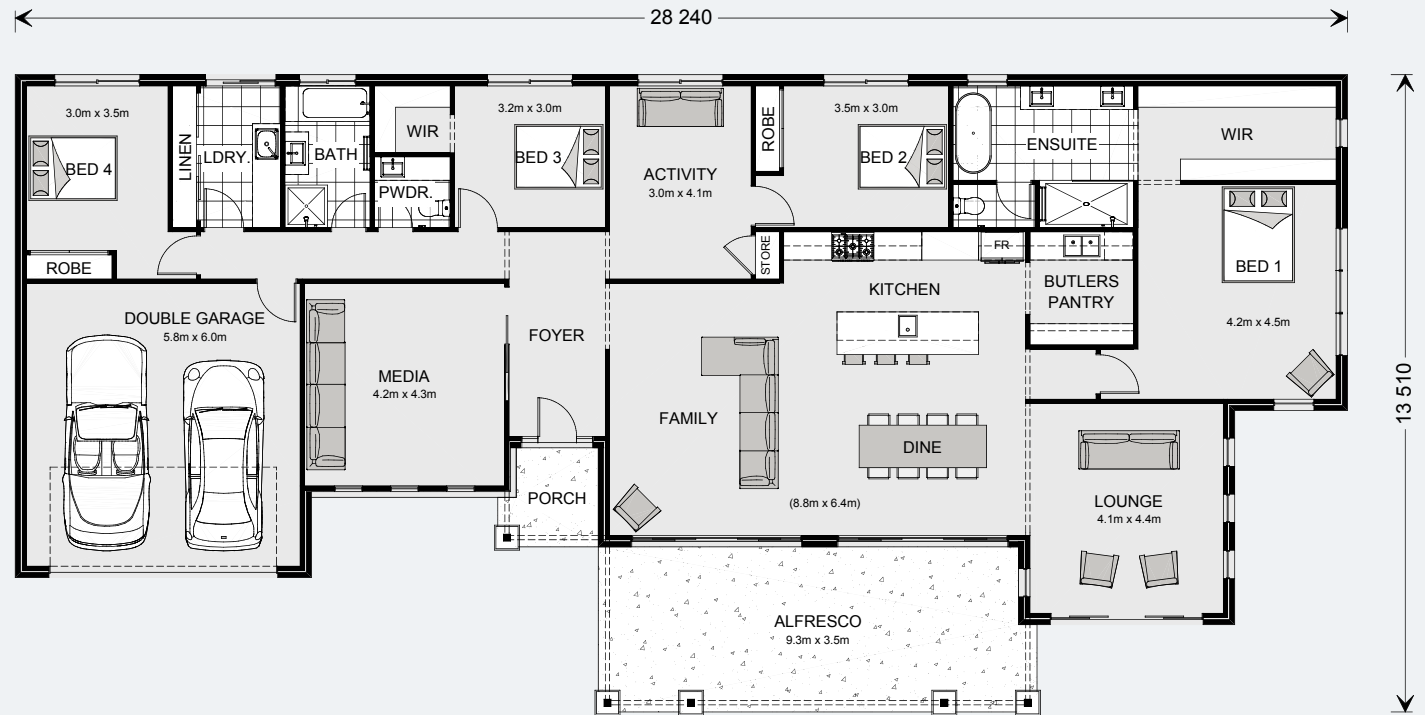 28 240
3.0m x 3.5m
BED 4
LINEN
LDRY.
BATH
WIR
PWDR.
3.2m x 3.0m
BED 3
ACTIVITY
3.0m x 4.1m
ROBE
3.5m x 3.0m
BED 2
ENSUITE
WIR
ROBE
STORE
FR
BUTLERS
PANTRY
BED 1
4.2m x 4.5m
DOUBLE GARAGE
5.8m x 6.0m
MEDIA
4.2m x 4.3m
FOYER
KITCHEN
FAMILY
DINE
(8.8m x 6.4m)
PORCH
LOUNGE
4.1m x 4.4m
ALFRESCO
9.3m x 3.5m
13 510